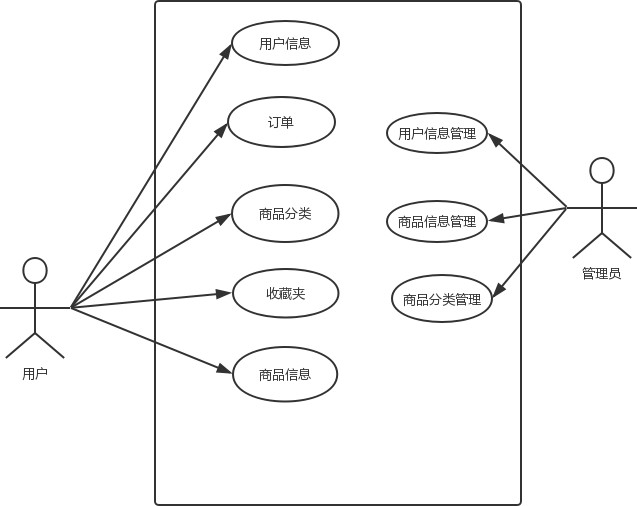 用户信息
订单
用户信息管理
商品分类
商品信息管理
管理员
收藏夹
商品分类管理
用户
商品信息